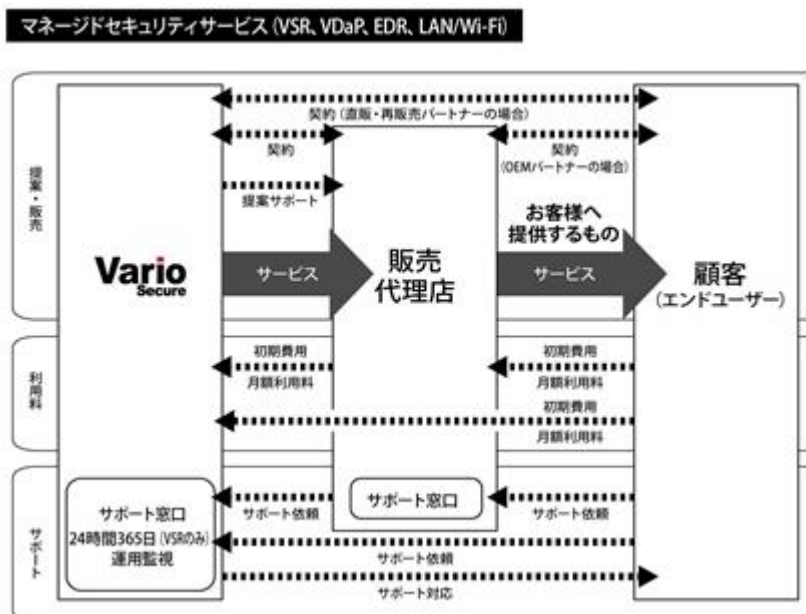 マネージドセキュリティサービス(VSR、VDaP、EDR、LAN/Wi-Fi)
提案・販売
契約(直販・再販売パートナーの場合)
契約
契約
(OEMパートナーの場合)
提案サポート
お客様へ
提供するもの
Vario
Secure
サービス
販売
代理店
サービス
顧客
(エンドユーザー)
利用料
初期費用
月額利用料
初期費用
月額利用料
初期費用
月額利用料
サポート
サポート窓口
24時間365日(VSRのみ)
運用監視
サポート依頼
サポート窓口
サポート依頼
サポート依頼
サポート対応